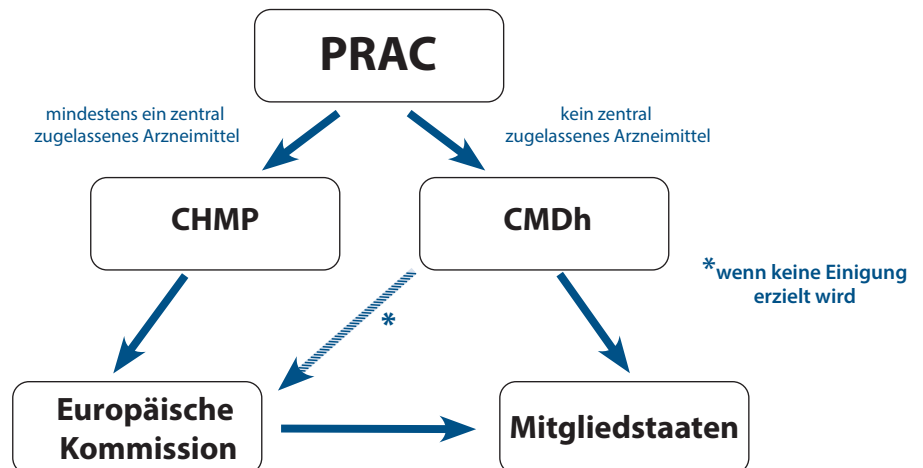 PRAC
mindestens ein zentral
zugelassenes Arzneimittel
kein zentral
zugelassenes Arzneimittel
CHMP
CMDh
*wenn keine Einigung
erzielt wird
*
Europäische
Kommission
Mitgliedstaaten